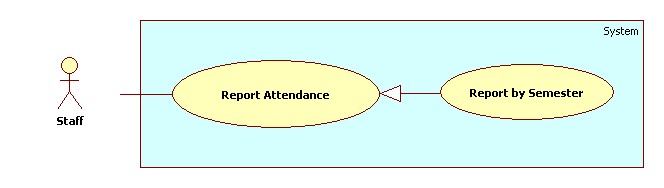 System
Report Attendance
Report by Semester
Staff